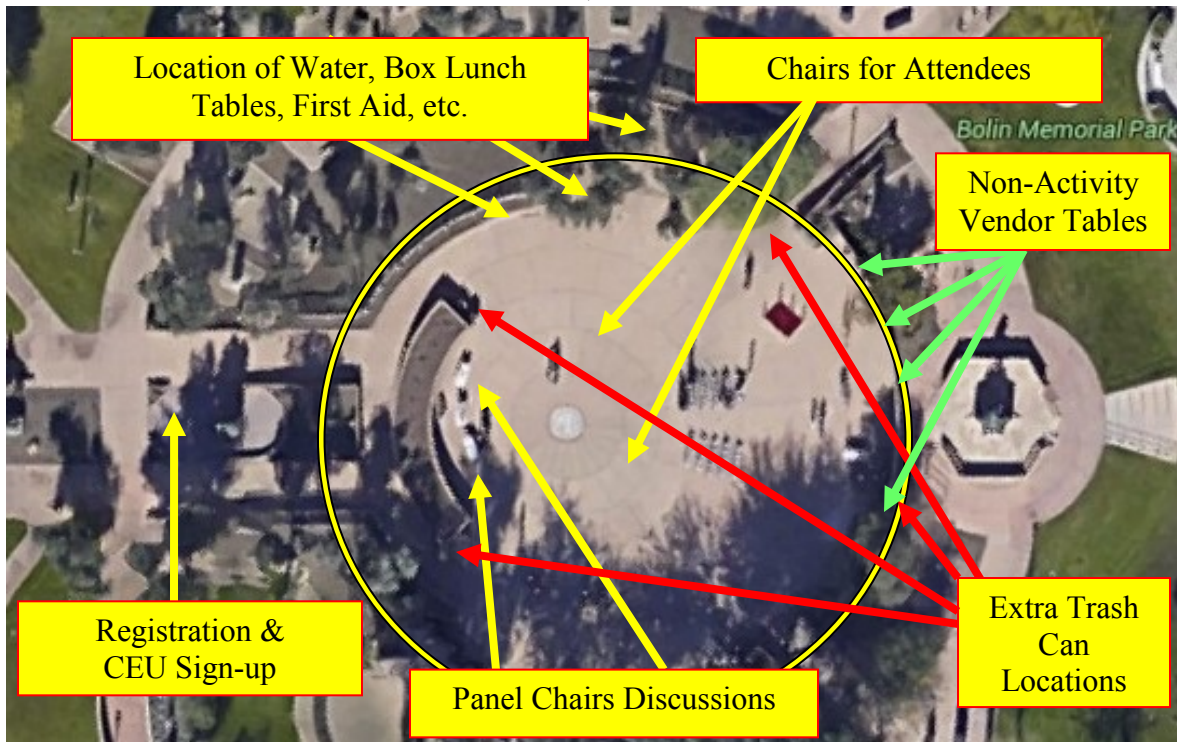 Location of Water, Box Lunch
Tables, First Aid, etc.
Chairs for Attendees
Bolin Memorial Park
Non-Activity
Vendor Tables
Registration &
CEU Sign-up
Panel Chairs Discussions
Extra Trash
Can
Locations